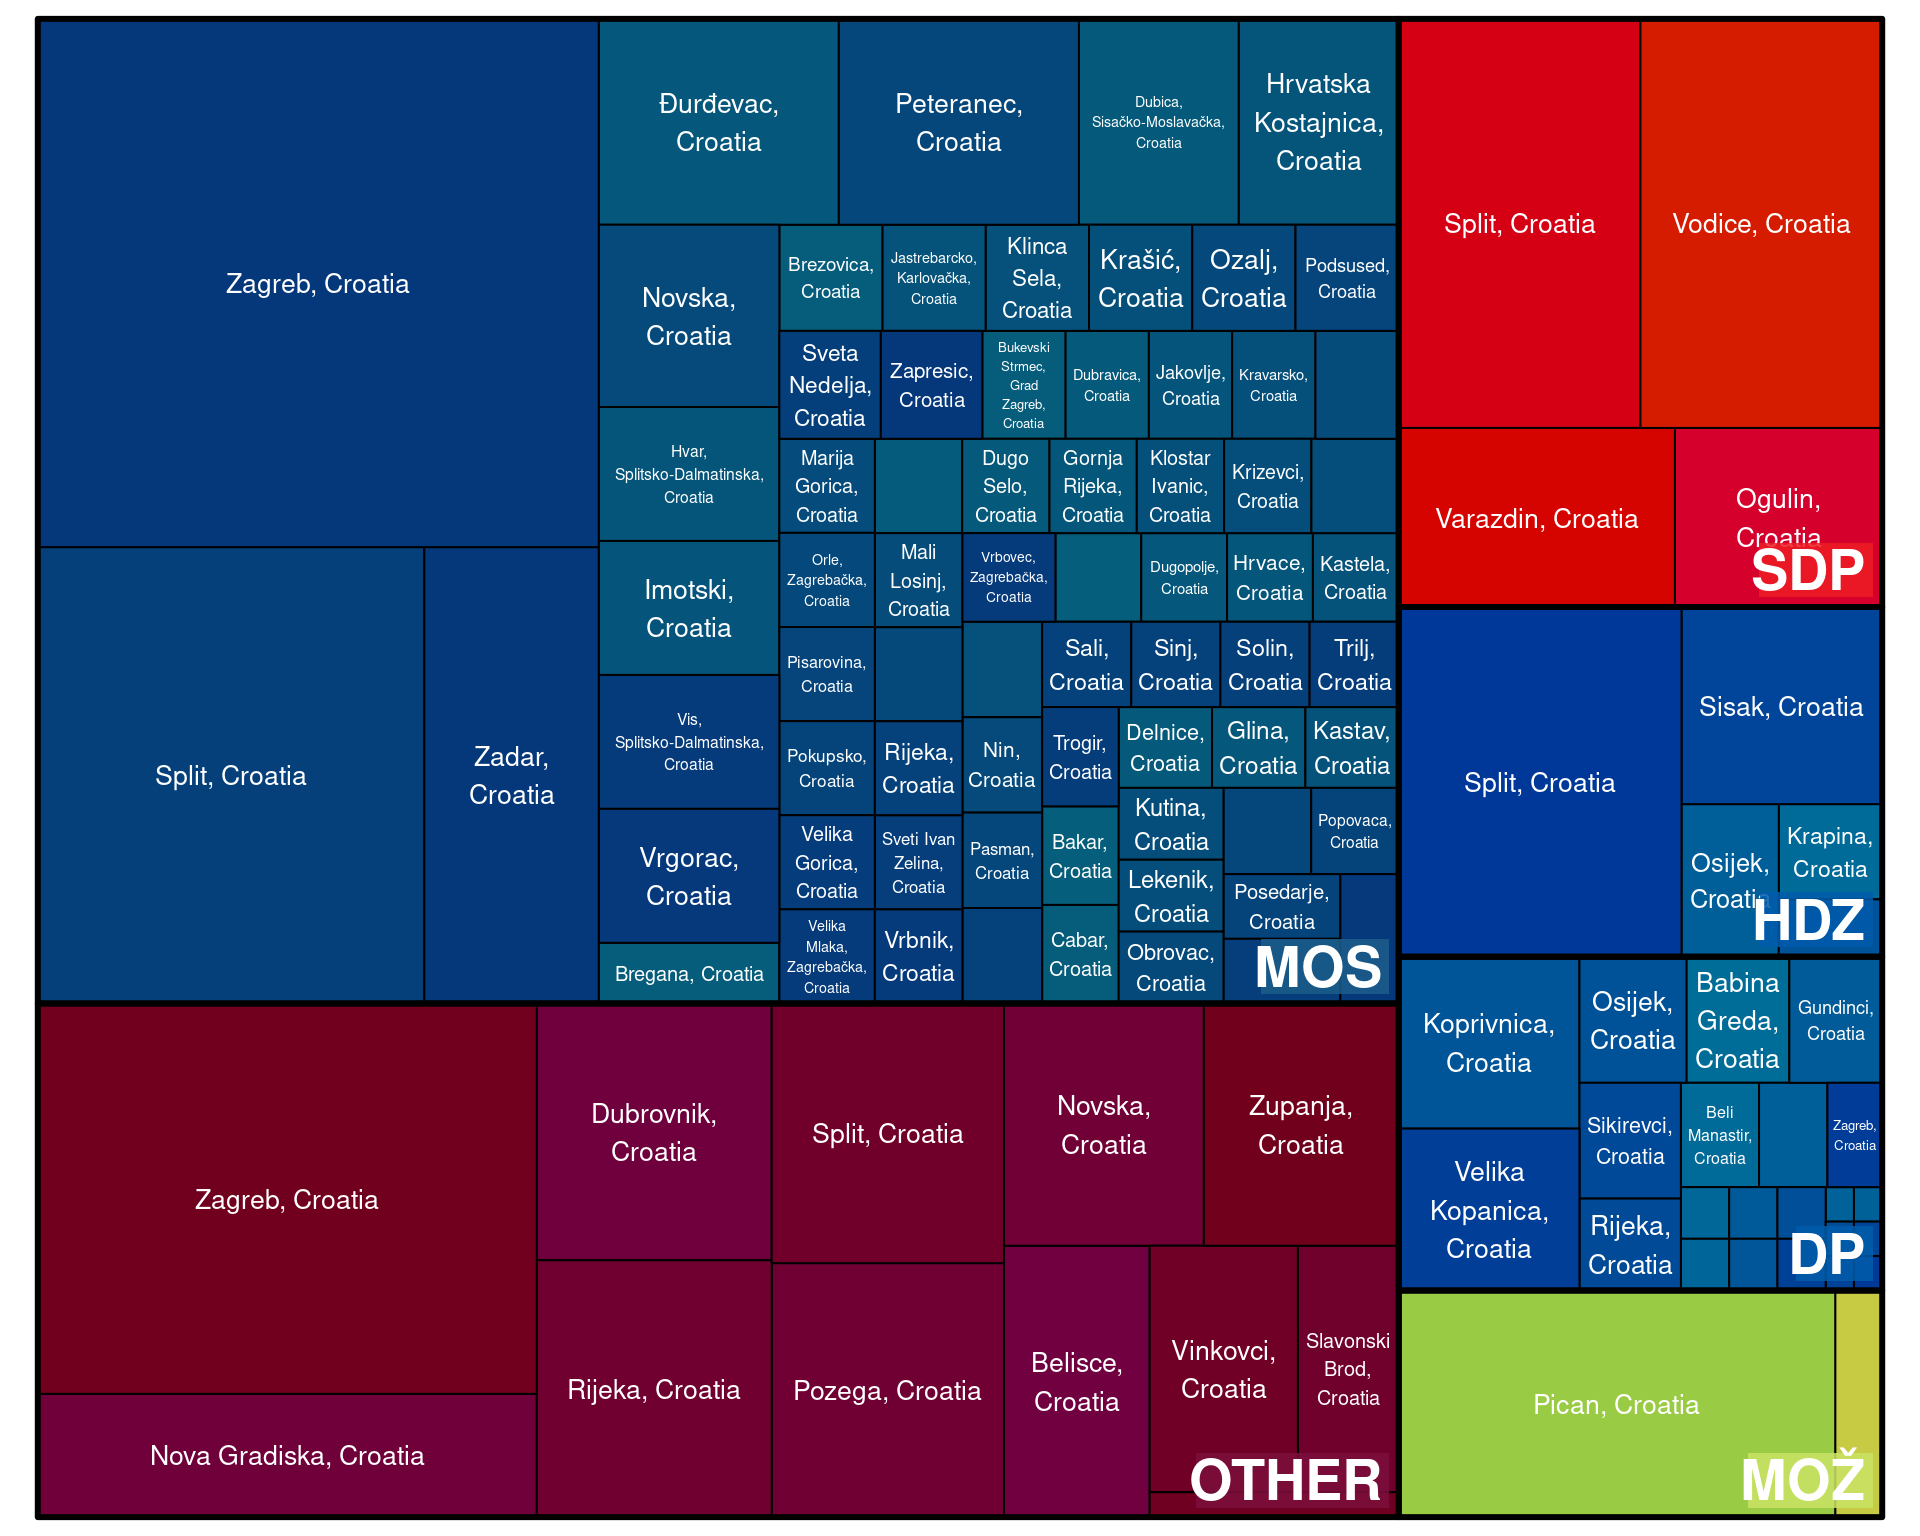 Zagreb, Croatia
Split, Croatia
Zadar,
Croatia
Đurđevac,
Croatia
Peteranec,
Croatia
Dubica,
Sisačko-Moslavačka,
Croatia
Hrvatska
Kostajnica,
Croatia
Novska,
Croatia
Hvar,
Splitsko-Dalmatinska,
Croatia
Imotski,
Croatia
Vis,
Splitsko-Dalmatinska,
Croatia
Vrgorac,
Croatia
Bregana, Croatia
Brezovica,
Croatia
Jastrebarcko,
Karlovačka,
Croatia
Klinca
Sela,
Croatia
Krašić,
Croatia
Ozalj,
Croatia
Podsused,
Croatia
Sveta
Nedelja,
Croatia
Zapresic,
Croatia
Bukevski
Strmec,
Grad
Zagreb,
Croatia
Dubravica,
Croatia
Jakovlje,
Croatia
Kravarsko,
Croatia
Marija
Gorica,
Croatia
Dugo
Selo,
Croatia
Gornja
Rijeka,
Croatia
Klostar
Ivanic,
Croatia
Krizevci,
Croatia
Orle,
Zagrebačka,
Croatia
Mali
Losinj,
Croatia
Vrbovec,
Zagrebačka,
Croatia
Dugopolje,
Croatia
Hrvace,
Croatia
Kastela,
Croatia
Pisarovina,
Croatia
Sali,
Croatia
Sinj,
Croatia
Solin,
Croatia
Trilj,
Croatia
Pokupsko,
Croatia
Rijeka,
Croatia
Nin,
Croatia
Trogir,
Croatia
Delnice,
Croatia
Glina,
Croatia
Kastav,
Croatia
Velika
Gorica,
Croatia
Sveti Ivan
Zelina,
Croatia
Pasman,
Croatia
Bakar,
Croatia
Kutina,
Croatia
Popovaca,
Croatia
Lekenik,
Croatia
Posedarje,
Croatia
Velika
Mlaka,
Zagrebačka,
Croatia
Vrbnik,
Croatia
Cabar,
Croatia
Obrovac,
Croatia
MOS
Zagreb, Croatia
Nova Gradiska, Croatia
Dubrovnik,
Croatia
Rijeka, Croatia
Split, Croatia
Pozega, Croatia
Novska,
Croatia
Zupanja,
Croatia
Belisce,
Croatia
Vinkovci,
Croatia
Slavonski
Brod,
Croatia
OTHER
Split, Croatia
Vodice, Croatia
Varazdin, Croatia
Ogulin,
Croatia
SDP
Split, Croatia
Sisak, Croatia
Osijek,
Croatia
Krapina,
Croatia
HDZ
Koprivnica,
Croatia
Velika
Kopanica,
Croatia
Osijek,
Croatia
Babina
Greda,
Croatia
Gundinci,
Croatia
Sikirevci,
Croatia
Beli
Manastir,
Croatia
Zagreb,
Croatia
Rijeka,
Croatia
DP
Pican, Croatia
MOŽ